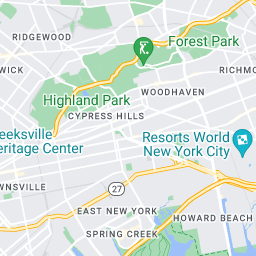 RIDGEWOOD
Forest Park
WICK
RICHMO
Highland Park
WOODHAVEN
CYPRESS HILLS
eeksville
eritage Center
Resorts World
New York City
WNSVILLE
27
EAST NEW YORK
HOWARD BEACH
SPRING CREEK